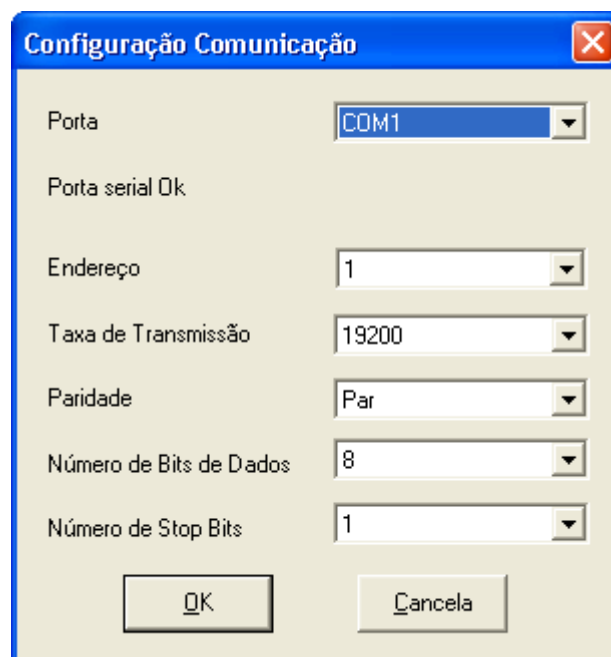 Configuração Comunicação
Porta COM1
Porta serial Ok
Endereço 1
Taxa de Transmissão 19200
Paridade Par
Número de Bits de Dados 8
Número de Stop Bits 1
OK Cancela